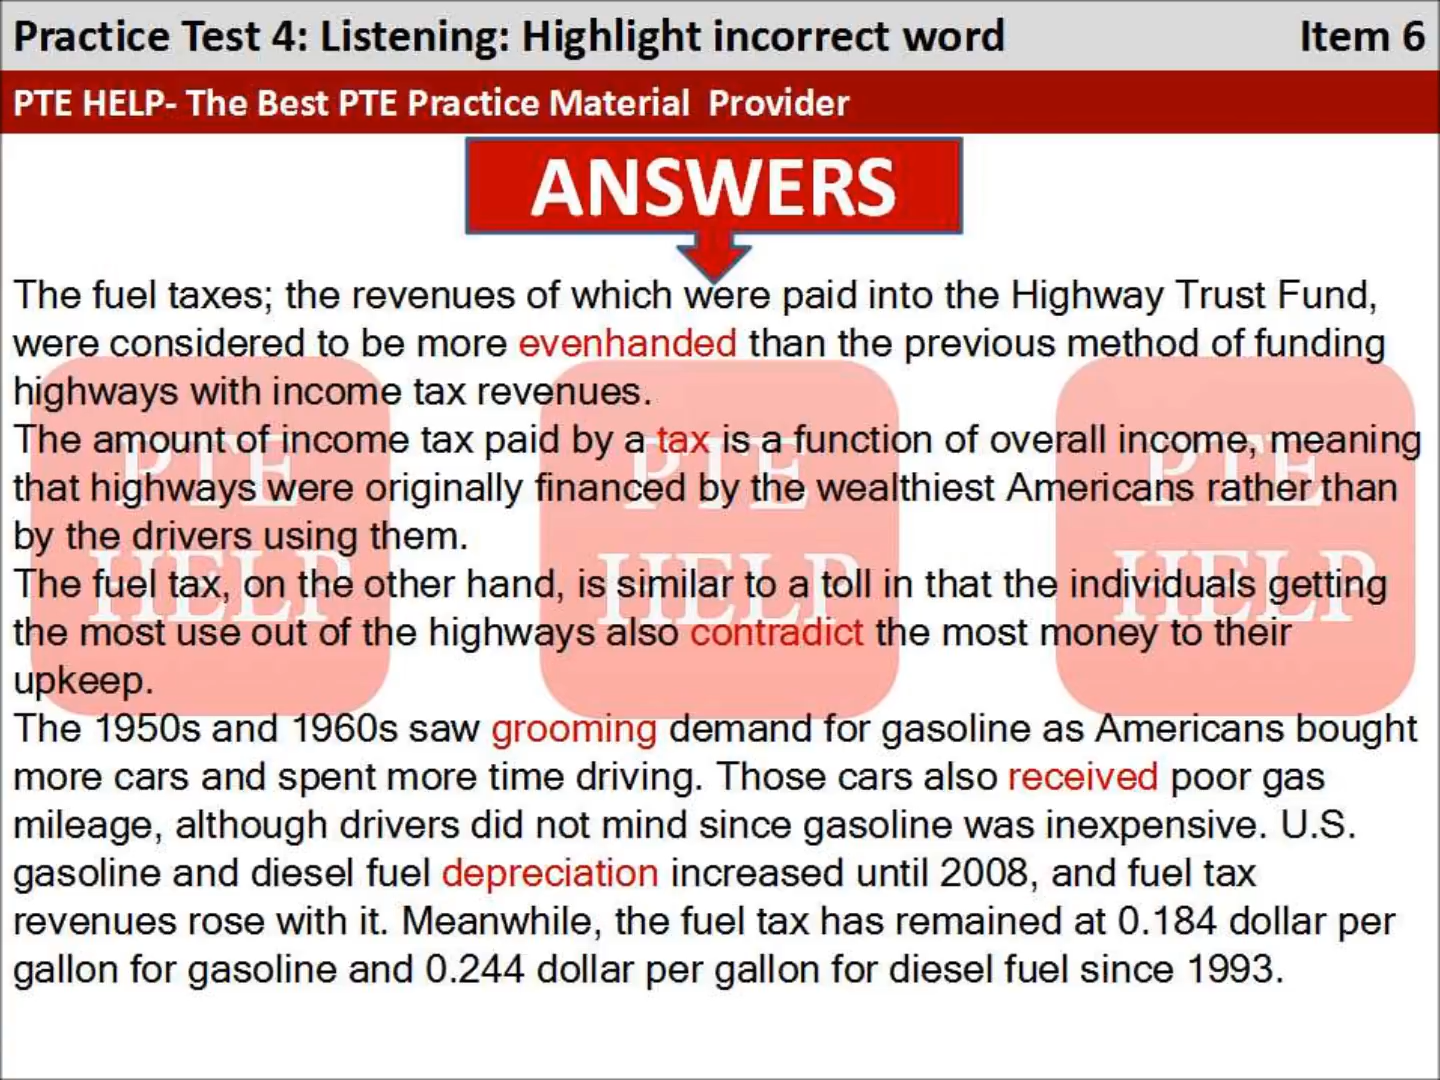 Practice Test 4: Listening: Highlight incorrect word Item 6
PTE HELP- The Best PTE Practice Material Provider
ANSWERS
The fuel taxes; the revenues of which were paid into the Highway Trust Fund,
were considered to be more evenhanded than the previous method of funding
highways with income tax revenues.
The amount of income tax paid by a tax is a function of overall income, meaning
that highways were originally financed by the wealthiest Americans rather than
by the drivers using them.
The fuel tax, on the other hand, is similar to a toll in that the individuals getting
the most use out of the highways also contradict the most money to their
upkeep.
The 1950s and 1960s saw grooming demand for gasoline as Americans bought
more cars and spent more time driving. Those cars also received poor gas
mileage, although drivers did not mind since gasoline was inexpensive. U.S.
gasoline and diesel fuel depreciation increased until 2008, and fuel tax
revenues rose with it. Meanwhile, the fuel tax has remained at 0.184 dollar per
gallon for gasoline and 0.244 dollar per gallon for diesel fuel since 1993.
PTE PTE PTE
HELP HELP HELP